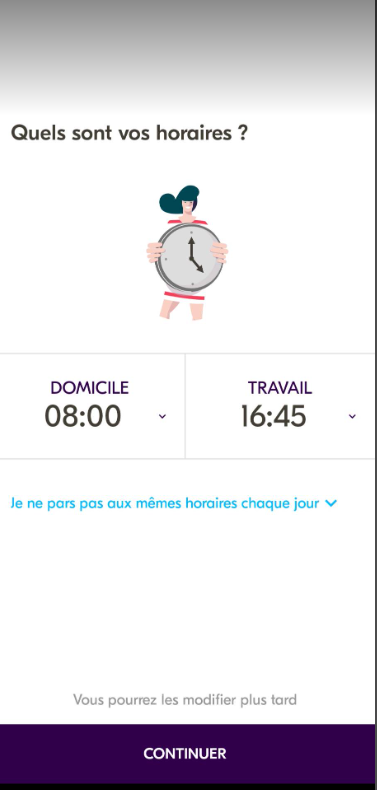 Quels sont vos horaires ?
DOMICILE
08:00
TRAVAIL
16:45
Je ne pars pas aux mêmes horaires chaque jour
Vous pourrez les modifier plus tard
CONTINUER